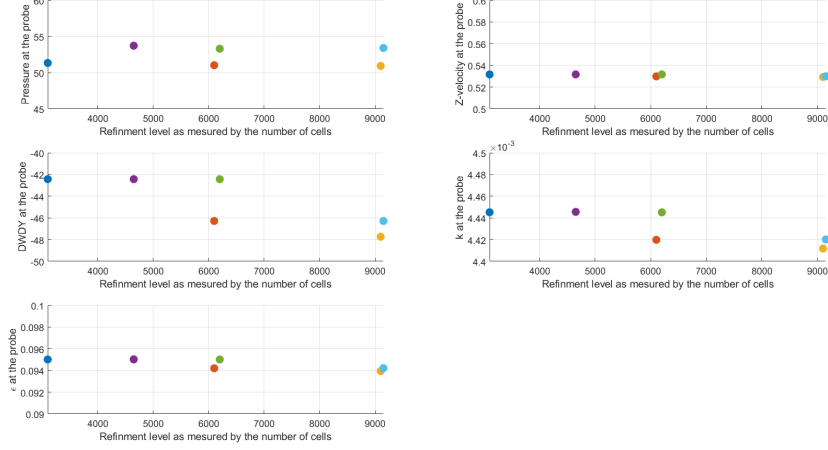 60
55
50
45
Pressure at the probe
4000 5000 6000 7000 8000 9000
Refinment level as mesured by the number of cells
0.6
0.58
0.56
0.54
0.52
0.5
Z-velocity at the probe
4000 5000 6000 7000 8000 9000
Refinment level as mesured by the number of cells
-40
-42
-44
-46
-48
-50
DWDY at the probe
4000 5000 6000 7000 8000 9000
Refinment level as mesured by the number of cells
×10^-3
4.5
4.48
4.46
4.44
4.42
4.4
k at the probe
4000 5000 6000 7000 8000 9000
Refinment level as mesured by the number of cells
0.1
0.098
0.096
0.094
0.092
0.09
ϵ at the probe
4000 5000 6000 7000 8000 9000
Refinment level as mesured by the number of cells